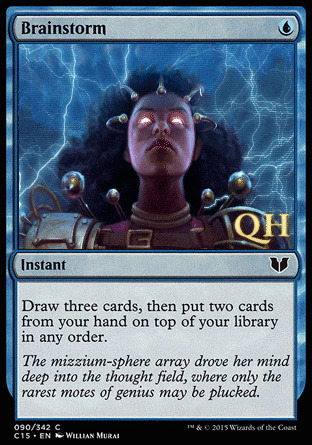 Brainstorm
QH
Instant
Draw three cards, then put two cards
from your hand on top of your library
in any order.
The mizzium-sphere array drove her mind
deep into the thought field, where only the
rarest motes of genius may be plucked.
090/342 C
C15 • EN Willian Murai
™ & © 2015 Wizards of the Coast